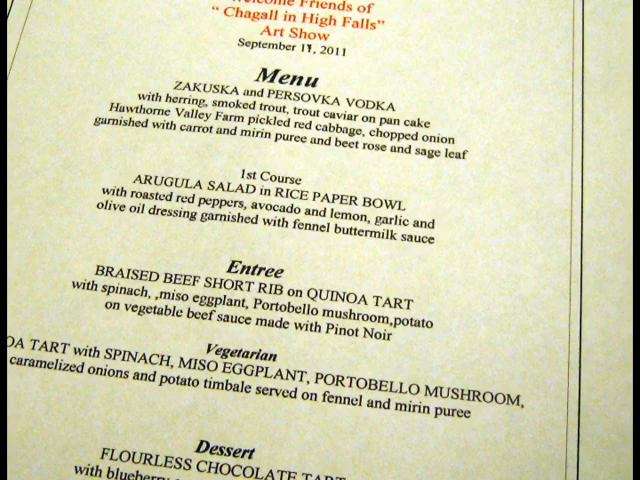 Welcome Friends of
" Chagall in High Falls"
Art Show
September 11, 2011
Menu
ZAKUSKA and PERSOVKA VODKA
with herring, smoked trout, trout caviar on pan cake
Hawthorne Valley Farm pickled red cabbage, chopped onion
garnished with carrot and mirin puree and beet rose and sage leaf
1st Course
ARUGULA SALAD in RICE PAPER BOWL
with roasted red peppers, avocado and lemon, garlic and
olive oil dressing garnished with fennel buttermilk sauce
Entree
BRAISED BEEF SHORT RIB on QUINOA TART
with spinach, ,miso eggplant, Portobello mushroom,potato
on vegetable beef sauce made with Pinot Noir
Vegetarian
OA TART with SPINACH, MISO EGGPLANT, PORTOBELLO MUSHROOM,
caramelized onions and potato timbale served on fennel and mirin puree
Dessert
FLOURLESS CHOCOLATE TART
with blueberry